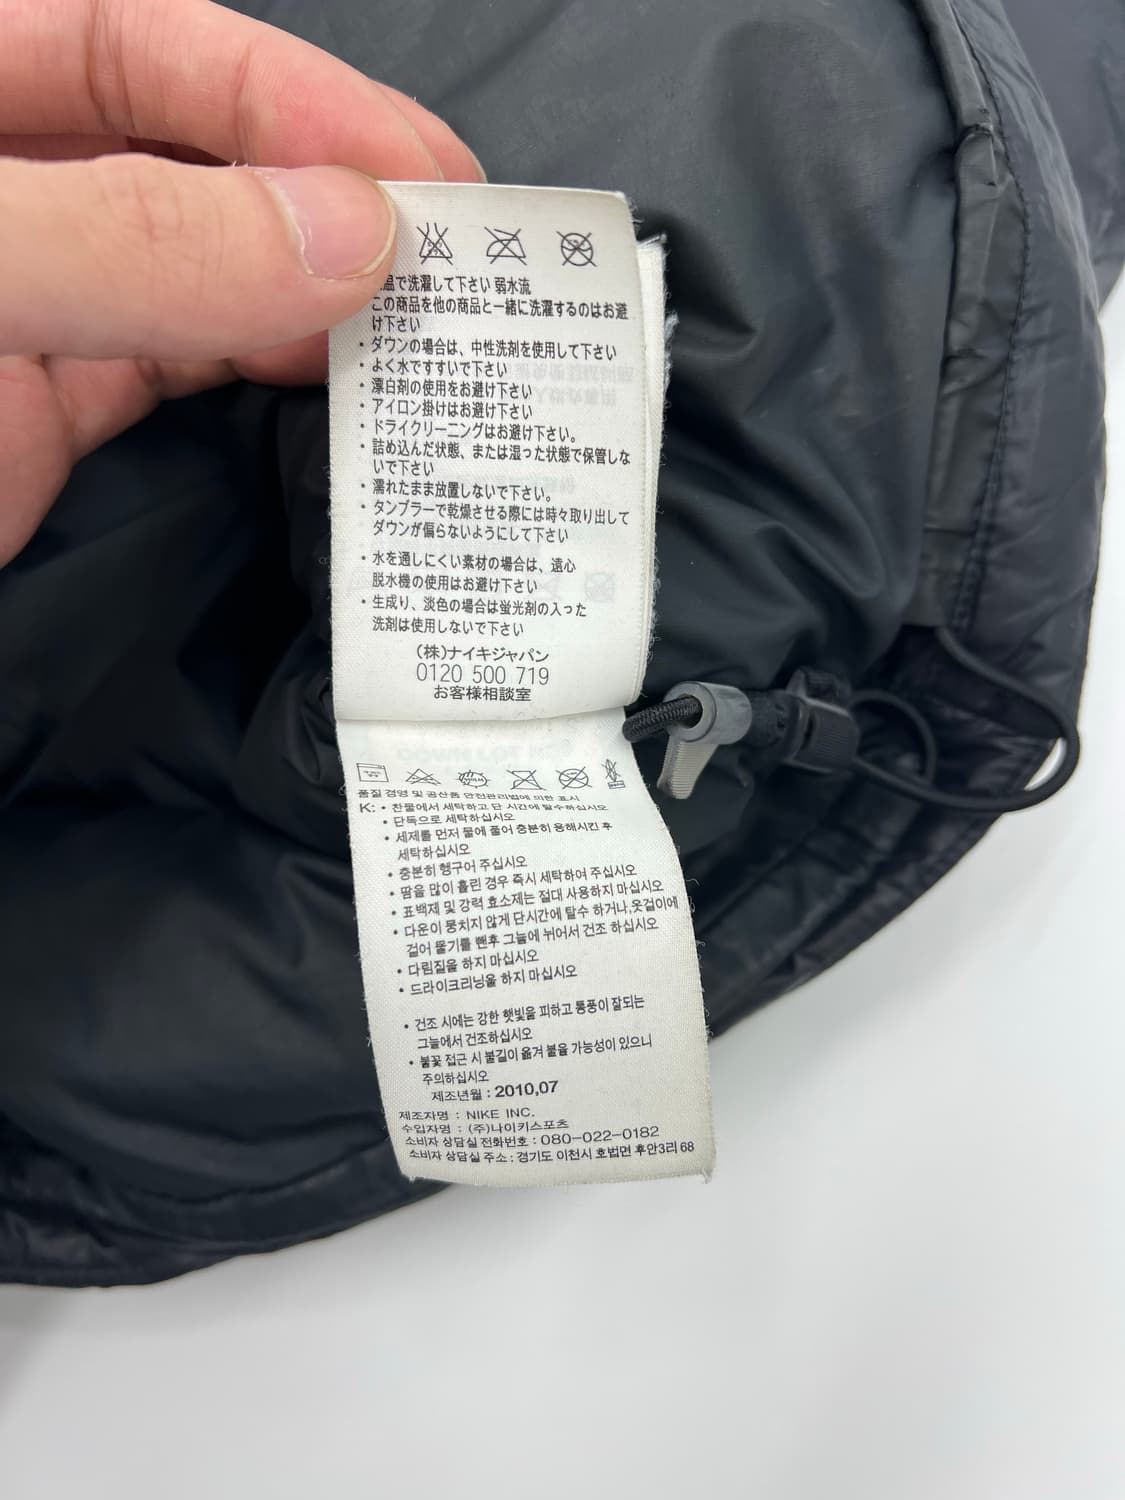 温で洗濯して下さい 弱水流
この商品を他の商品と一緒に洗濯するのはお避
け下さい
・ダウンの場合は、中性洗剤を使用して下さい
・よく水ですすいで下さい
・漂白剤の使用をお避け下さい
・アイロン掛けはお避け下さい
・ドライクリーニングはお避け下さい。
・詰め込んだ状態、または湿った状態で保管しな
いで下さい
・濡れたまま放置しないで下さい。
・タンブラーで乾燥させる際には時々取り出して
ダウンが偏らないようにして下さい
・水を通しにくい素材の場合は、遠心
脱水機の使用はお避け下さい
・生成り、淡色の場合は蛍光剤の入った
洗剤は使用しないで下さい
(株)ナイキジャパン
0120 500 719
お客様相談室
품질 경영 및 공산품 안전관리법에 의한 표시
K: • 찬물에서 세탁하고 단 시간에 탈수하십시오
• 단독으로 세탁하십시오
• 세제를 먼저 물에 풀어 충분히 용해시킨 후
세탁하십시오
• 충분히 헹구어 주십시오
• 땀을 많이 흘린 경우 즉시 세탁하여 주십시오
• 표백제 및 강력 효소제는 절대 사용하지 마십시오
• 다운이 뭉치지 않게 단시간에 탈수 하거나,옷걸이에
걸어 물기를 뺀후 그늘에 뉘어서 건조 하십시오
• 다림질을 하지 마십시오
• 드라이크리닝을 하지 마십시오
• 건조 시에는 강한 햇빛을 피하고 통풍이 잘되는
그늘에서 건조하십시오
• 불꽃 접근 시 불길이 옮겨 붙을 가능성이 있으니
주의하십시오
제조년월 : 2010,07
제조자명 : NIKE INC.
수입자명 : (주)나이키스포츠
소비자 상담실 전화번호 : 080-022-0182
소비자 상담실 주소 : 경기도 이천시 호법면 후안3리 68